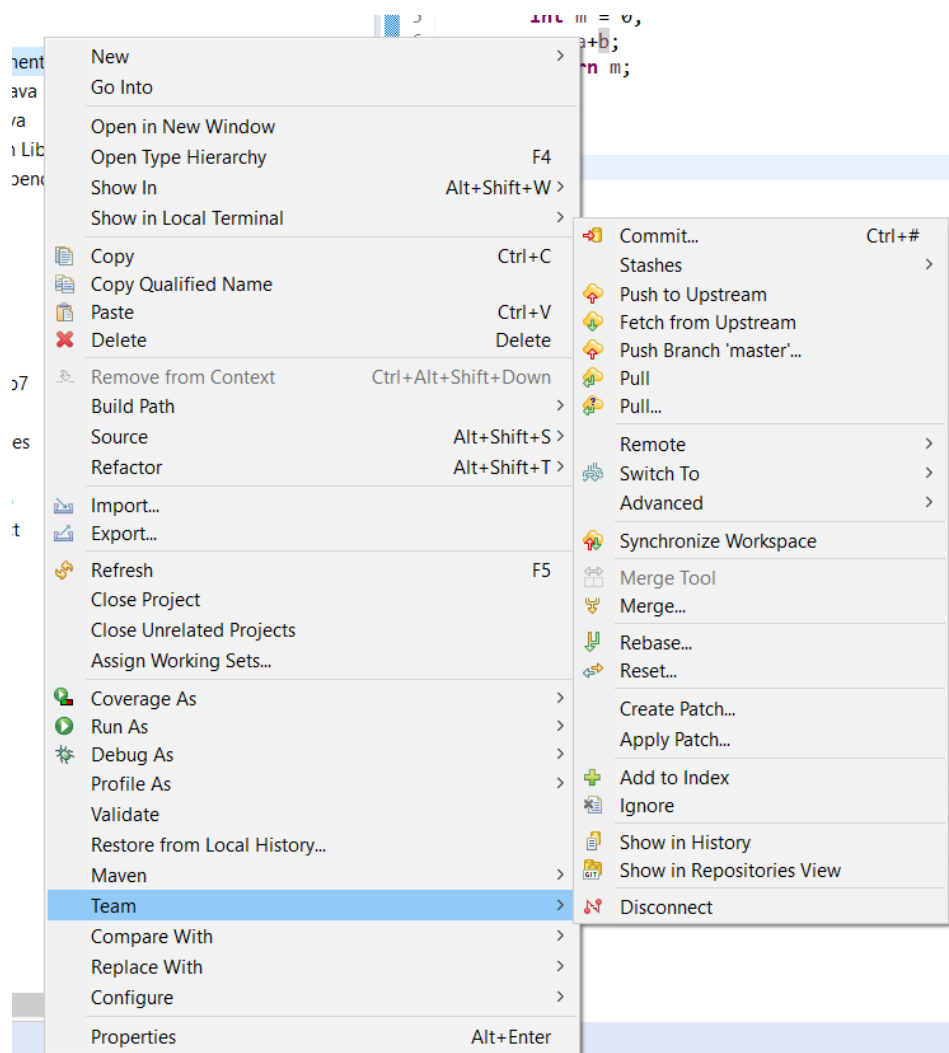 5 int m = 0,
a+b;
rn m;
nent
ava
va
n Lib
pend
o7
es
ct
New
Go Into
Open in New Window
Open Type Hierarchy F4
Show In Alt+Shift+W
Show in Local Terminal
Copy Ctrl+C
Copy Qualified Name
Paste Ctrl+V
Delete Delete
Remove from Context Ctrl+Alt+Shift+Down
Build Path
Source Alt+Shift+S
Refactor Alt+Shift+T
Import...
Export...
Refresh F5
Close Project
Close Unrelated Projects
Assign Working Sets...
Coverage As
Run As
Debug As
Profile As
Validate
Restore from Local History...
Maven
Team
Compare With
Replace With
Configure
Properties Alt+Enter
Commit... Ctrl+#
Stashes
Push to Upstream
Fetch from Upstream
Push Branch 'master'...
Pull
Pull...
Remote
Switch To
Advanced
Synchronize Workspace
Merge Tool
Merge...
Rebase...
Reset...
Create Patch...
Apply Patch...
Add to Index
Ignore
Show in History
Show in Repositories View
Disconnect